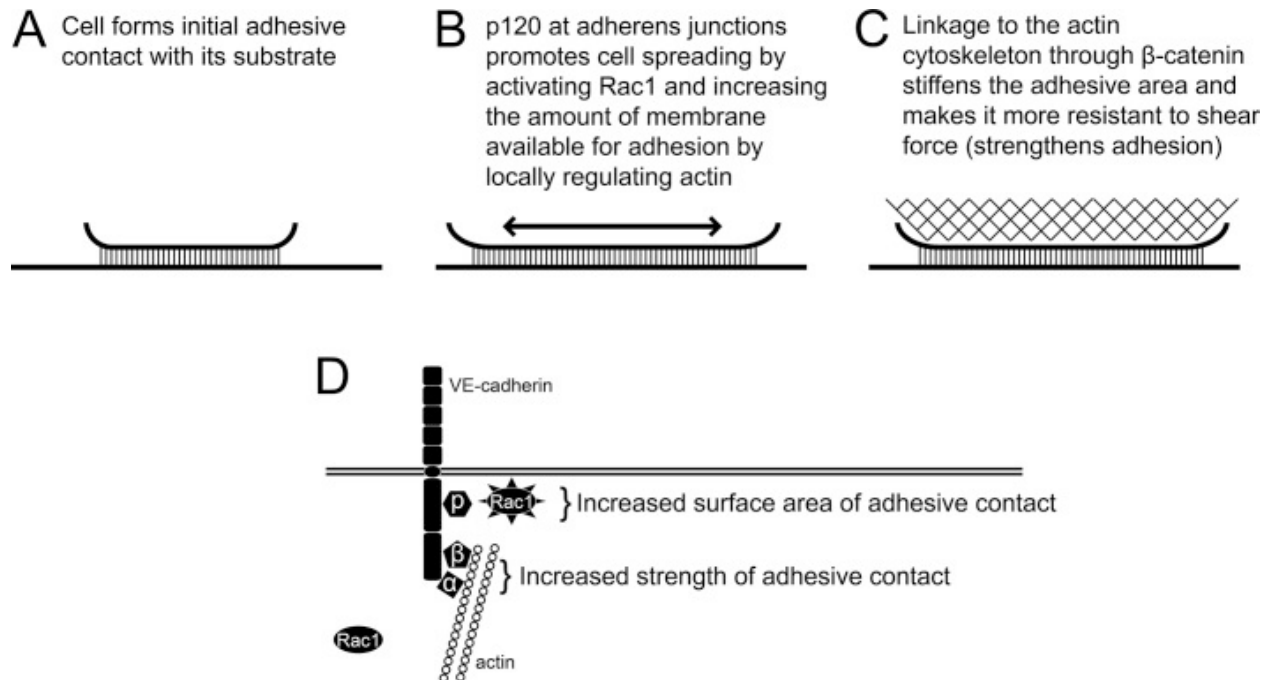 A
Cell forms initial adhesive
contact with its substrate
B
p120 at adherens junctions
promotes cell spreading by
activating Rac1 and increasing
the amount of membrane
available for adhesion by
locally regulating actin
C
Linkage to the actin
cytoskeleton through β-catenin
stiffens the adhesive area and
makes it more resistant to shear
force (strengthens adhesion)
D
VE-cadherin
p
Rac1
} Increased surface area of adhesive contact
β
α
} Increased strength of adhesive contact
Rac1
actin